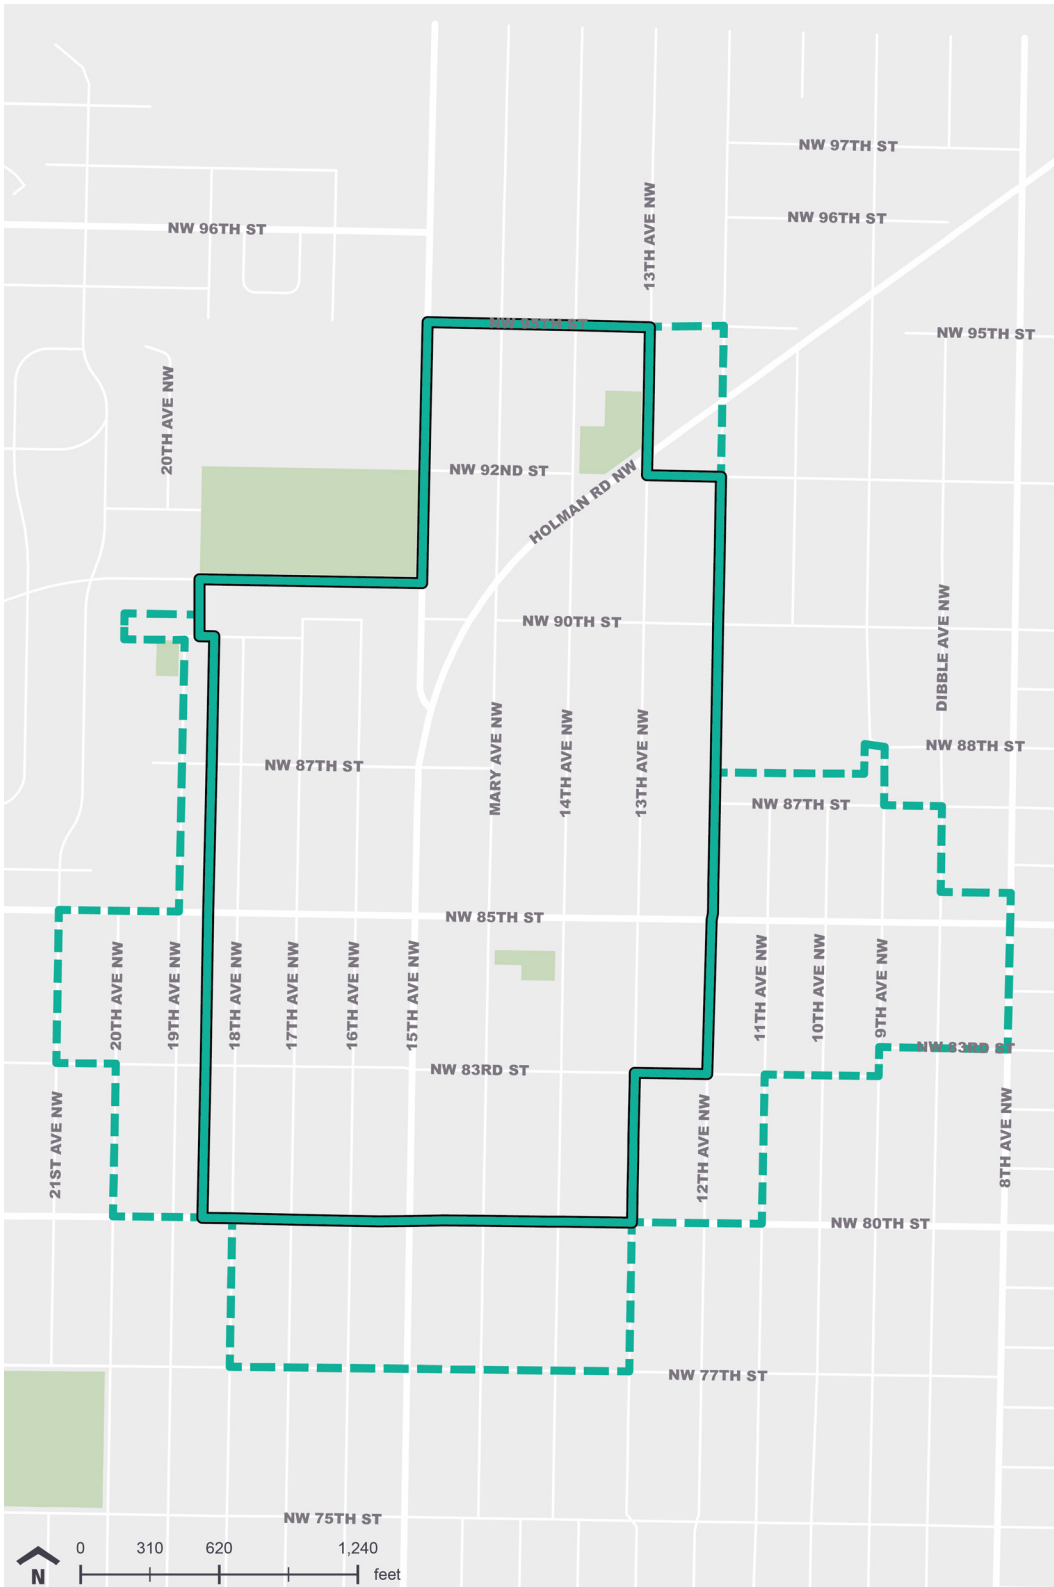 NW 97TH ST
NW 96TH ST
NW 96TH ST
13TH AVE NW
NW 95TH ST
NW 95TH ST
20TH AVE NW
NW 92ND ST
HOLMAN RD NW
NW 90TH ST
DIBBLE AVE NW
MARY AVE NW
14TH AVE NW
13TH AVE NW
NW 88TH ST
NW 87TH ST
NW 87TH ST
NW 85TH ST
20TH AVE NW
19TH AVE NW
18TH AVE NW
17TH AVE NW
16TH AVE NW
15TH AVE NW
11TH AVE NW
10TH AVE NW
9TH AVE NW
NW 83RD ST
NW 83RD ST
21ST AVE NW
12TH AVE NW
8TH AVE NW
NW 80TH ST
NW 77TH ST
NW 75TH ST
N
0 310 620 1,240
feet